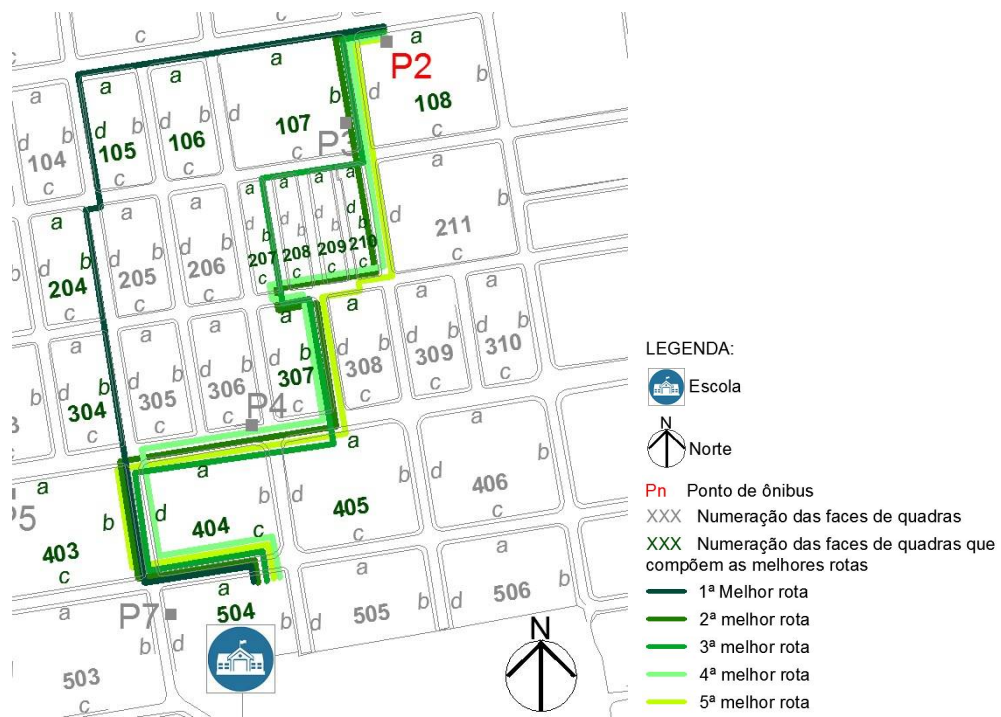 c
c
c
a
a
a
a
P2
a
d
b
104
c
d
b
105
c
d
b
106
c
d
b
107
c
P3
d
b
108
c
a
d
b
204
c
a
d
b
205
c
a
d
b
206
c
a
d
b
207
c
a
d
b
208
c
a
209
c
a
d
b
210
c
a
d
b
211
c
b
a
d
b
304
c
a
d
b
305
c
a
d
b
306
c
P4
a
d
b
307
c
a
d
b
308
c
a
d
b
309
c
a
d
b
310
c
a
b
403
c
a
d
404
b
c
a
d
405
b
c
a
d
406
b
c
P7
a
b
503
c
a
d
504
b
a
d
505
b
a
d
506
b
N
LEGENDA:
Escola
N
Norte
Pn Ponto de ônibus
XXX Numeração das faces de quadras
XXX Numeração das faces de quadras que
compõem as melhores rotas
1ª Melhor rota
2ª melhor rota
3ª melhor rota
4ª melhor rota
5ª melhor rota